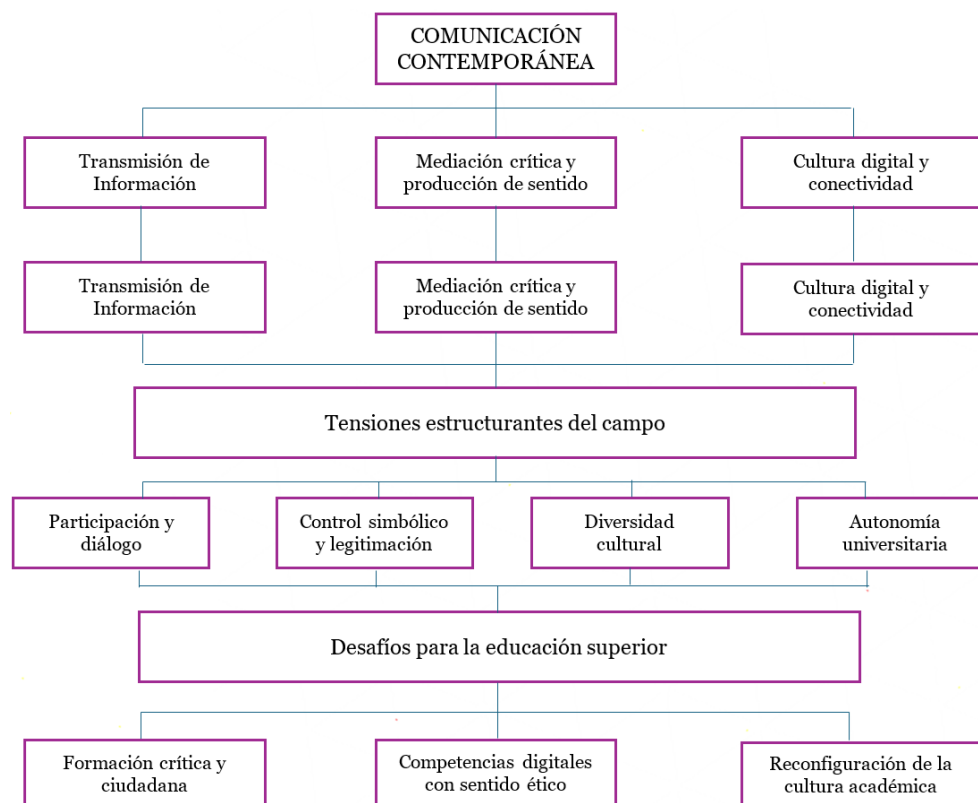 COMUNICACIÓN
CONTEMPORÁNEA
Transmisión de
Información
Mediación crítica y
producción de sentido
Cultura digital y
conectividad
Transmisión de
Información
Mediación crítica y
producción de sentido
Cultura digital y
conectividad
Tensiones estructurantes del campo
Participación y
diálogo
Control simbólico
y legitimación
Diversidad
cultural
Autonomía
universitaria
Desafíos para la educación superior
Formación crítica y
ciudadana
Competencias digitales
con sentido ético
Reconfiguración de la
cultura académica